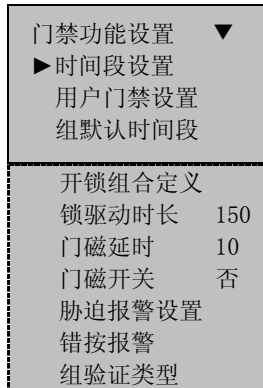 门禁功能设置 ▼
▶时间段设置
用户门禁设置
组默认时间段
开锁组合定义
锁驱动时长 150
门磁延时 10
门磁开关 否
胁迫报警设置
错按报警
组验证类型